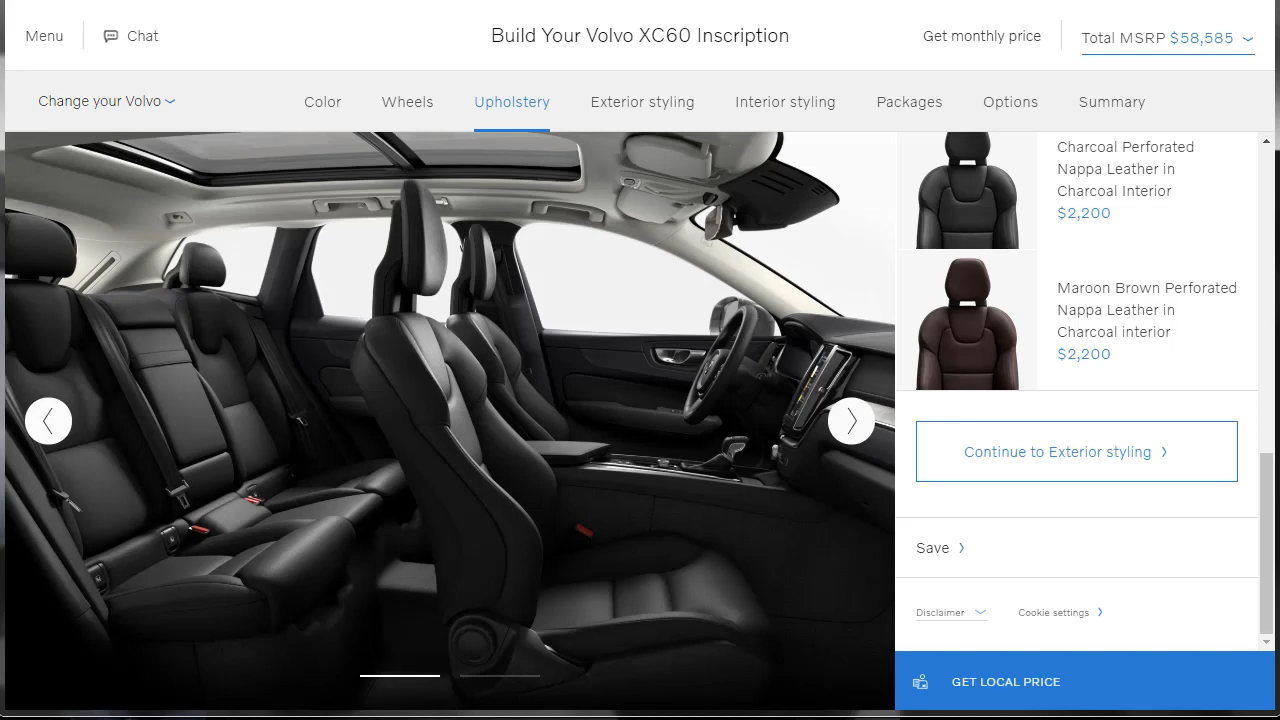 Menu
Chat
Build Your Volvo XC60 Inscription
Get monthly price
Total MSRP $58,585
Change your Volvo
Color
Wheels
Upholstery
Exterior styling
Interior styling
Packages
Options
Summary
Charcoal Perforated
Nappa Leather in
Charcoal Interior
$2,200
Maroon Brown Perforated
Nappa Leather in
Charcoal interior
$2,200
Continue to Exterior styling
Save
Disclaimer
Cookie settings
GET LOCAL PRICE